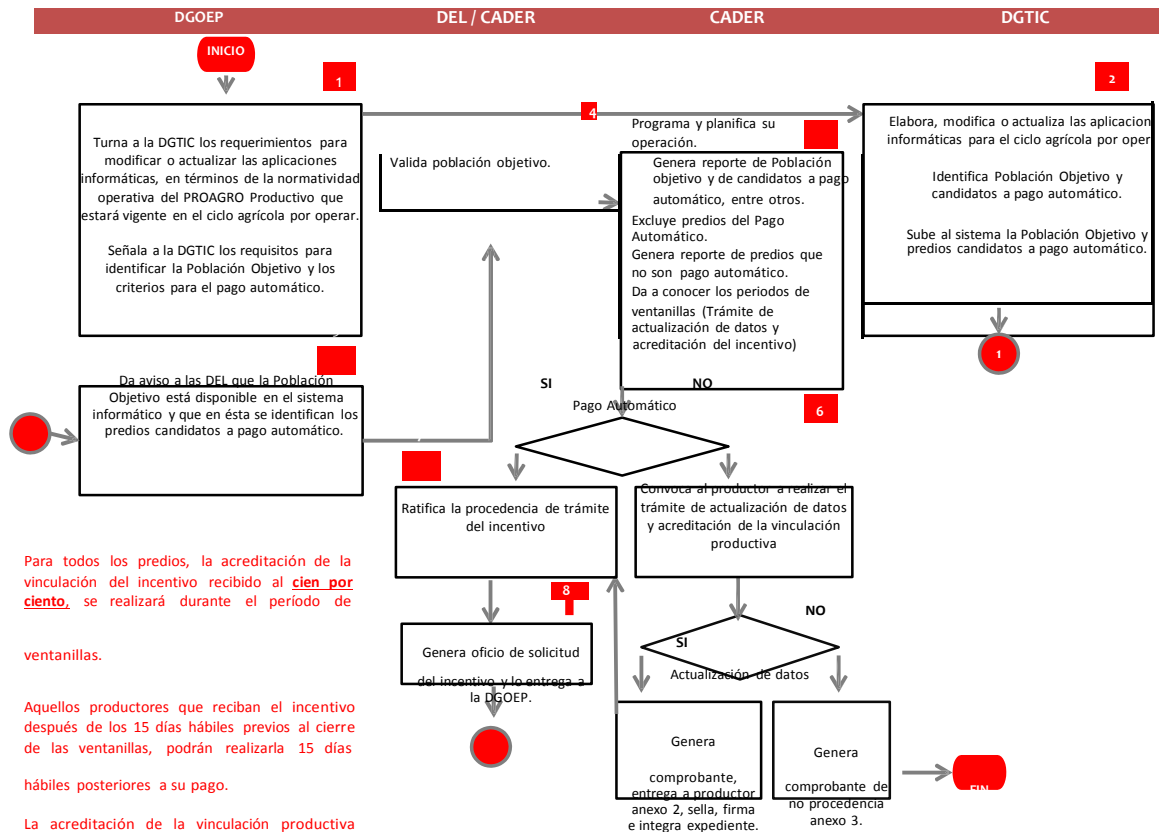 DGOEP
DEL / CADER
CADER
DGTIC
INICIO
1
2
4
Turna a la DGTIC los requerimientos para
modificar o actualizar las aplicaciones
informáticas, en términos de la normatividad
operativa del PROAGRO Productivo que
estará vigente en el ciclo agrícola por operar.
Señala a la DGTIC los requisitos para
identificar la Población Objetivo y los
criterios para el pago automático.
Valida población objetivo.
Programa y planifica su
operación.
Genera reporte de Población
objetivo y de candidatos a pago
automático, entre otros.
Excluye predios del Pago
Automático.
Genera reporte de predios que
no son pago automático.
Da a conocer los periodos de
ventanillas (Trámite de
actualización de datos y
acreditación del incentivo)
Elabora, modifica o actualiza las aplicacion
informáticas para el ciclo agrícola por oper
Identifica Población Objetivo y
candidatos a pago automático.
Sube al sistema la Población Objetivo y
predios candidatos a pago automático.
1
Da aviso a las DEL que la Población
Objetivo está disponible en el sistema
informático y que en ésta se identifican los
predios candidatos a pago automático.
SI
NO
Pago Automático
6
Ratifica la procedencia de trámite
del incentivo
Convoca al productor a realizar el
trámite de actualización de datos
y acreditación de la vinculación
productiva
8
Genera oficio de solicitud
del incentivo y lo entrega a
la DGOEP.
NO
SI
Actualización de datos
Genera
comprobante,
entrega a productor
anexo 2, sella, firma
e integra expediente.
Genera
comprobante de
no procedencia
anexo 3.
FIN
Para todos los predios, la acreditación de la
vinculación del incentivo recibido al cien por
ciento, se realizará durante el período de
ventanillas.
Aquellos productores que reciban el incentivo
después de los 15 días hábiles previos al cierre
de las ventanillas, podrán realizarla 15 días
hábiles posteriores a su pago.
La acreditación de la vinculación productiva